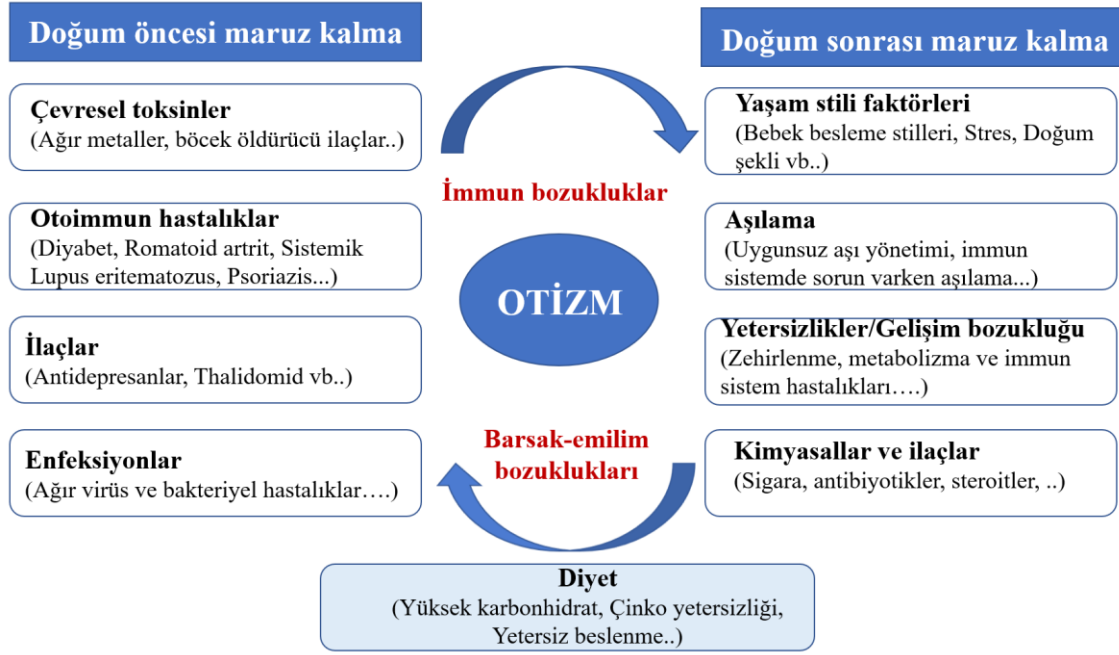 Doğum öncesi maruz kalma
Çevresel toksinler
(Ağır metaller, böcek öldürücü ilaçlar..)
Otoimmun hastalıklar
(Diyabet, Romatoid artrit, Sistemik
Lupus eritematozus, Psoriazis...)
İlaçlar
(Antidepresanlar, Thalidomid vb..)
Enfeksiyonlar
(Ağır virüs ve bakteriyel hastalıklar….)
İmmun bozukluklar
OTİZM
Barsak-emilim
bozuklukları
Doğum sonrası maruz kalma
Yaşam stili faktörleri
(Bebek besleme stilleri, Stres, Doğum
şekli vb..)
Aşılama
(Uygunsuz aşı yönetimi, immun
sistemde sorun varken aşılama...)
Yetersizlikler/Gelişim bozukluğu
(Zehirlenme, metabolizma ve immun
sistem hastalıkları….)
Kimyasallar ve ilaçlar
(Sigara, antibiyotikler, steroitler, ..)
Diyet
(Yüksek karbonhidrat, Çinko yetersizliği,
Yetersiz beslenme..)